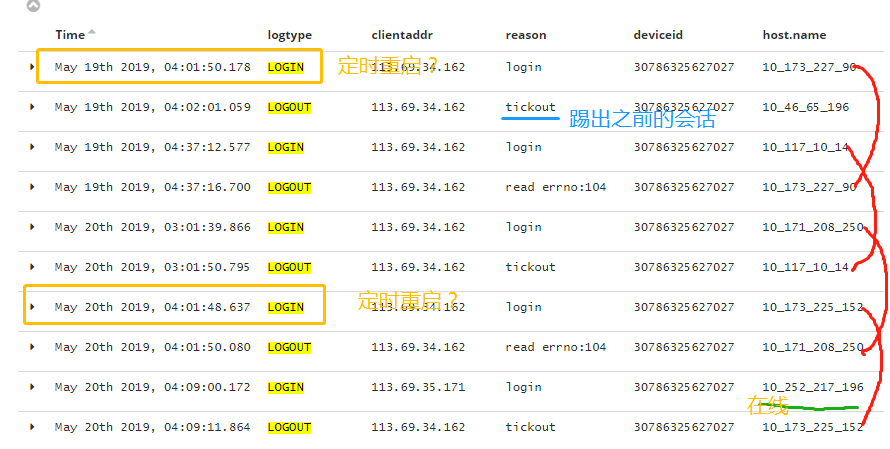 Time logtype clientaddr reason deviceid host.name
May 19th 2019, 04:01:50.178 LOGIN 113.69.34.162 login 30786325627027 10_173_227_90
定时重启？
May 19th 2019, 04:02:01.059 LOGOUT 113.69.34.162 tickout 30786325627027 10_46_65_196
踢出之前的会话
May 19th 2019, 04:37:12.577 LOGIN 113.69.34.162 login 30786325627027 10_117_10_14
May 19th 2019, 04:37:16.700 LOGOUT 113.69.34.162 read errno:104 30786325627027 10_173_227_90
May 20th 2019, 03:01:39.866 LOGIN 113.69.34.162 login 30786325627027 10_171_208_250
May 20th 2019, 03:01:50.795 LOGOUT 113.69.34.162 tickout 30786325627027 10_117_10_14
May 20th 2019, 04:01:48.637 LOGIN 113.69.34.162 login 30786325627027 10_173_225_152
定时重启？
May 20th 2019, 04:01:50.080 LOGOUT 113.69.34.162 read errno:104 30786325627027 10_171_208_250
May 20th 2019, 04:09:00.172 LOGIN 113.69.35.171 login 30786325627027 10_252_217_196
在线
May 20th 2019, 04:09:11.864 LOGOUT 113.69.34.162 tickout 30786325627027 10_173_225_152